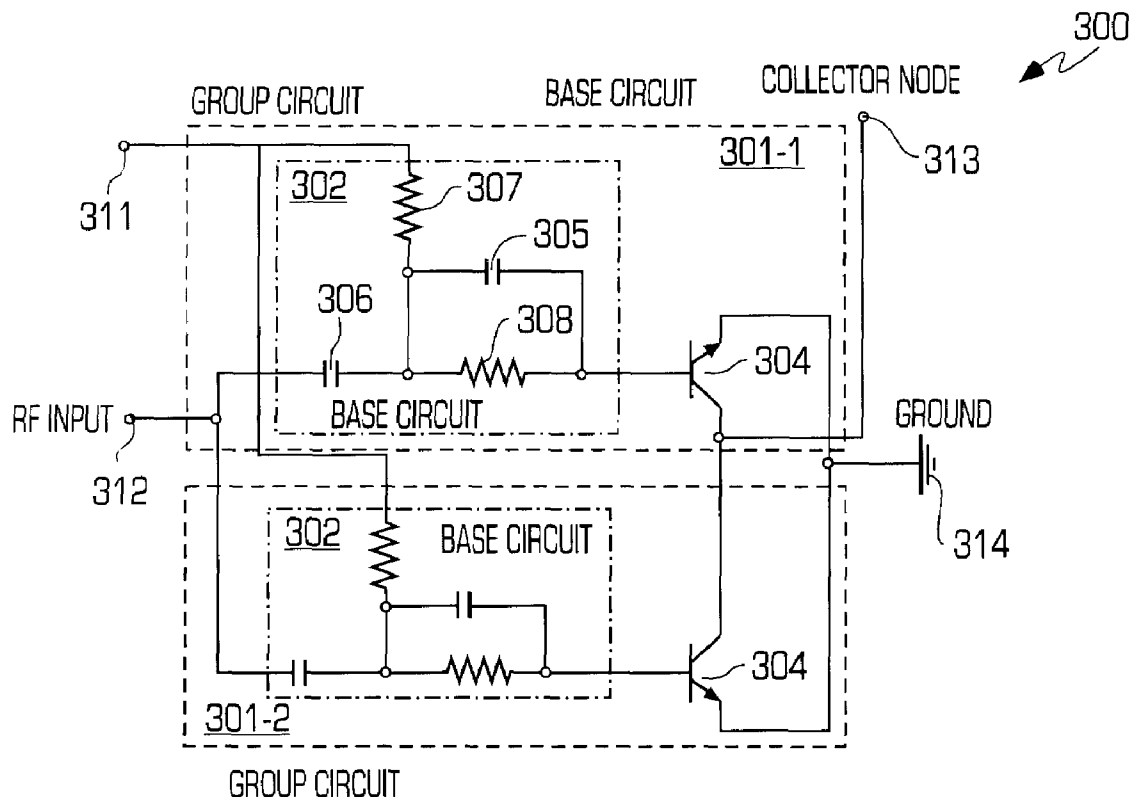 300
COLLECTOR NODE
BASE CIRCUIT
GROUP CIRCUIT
301-1
313
311
302
307
305
306
308
304
BASE CIRCUIT
RF INPUT
GROUND
312
314
302
BASE CIRCUIT
304
301-2
GROUP CIRCUIT